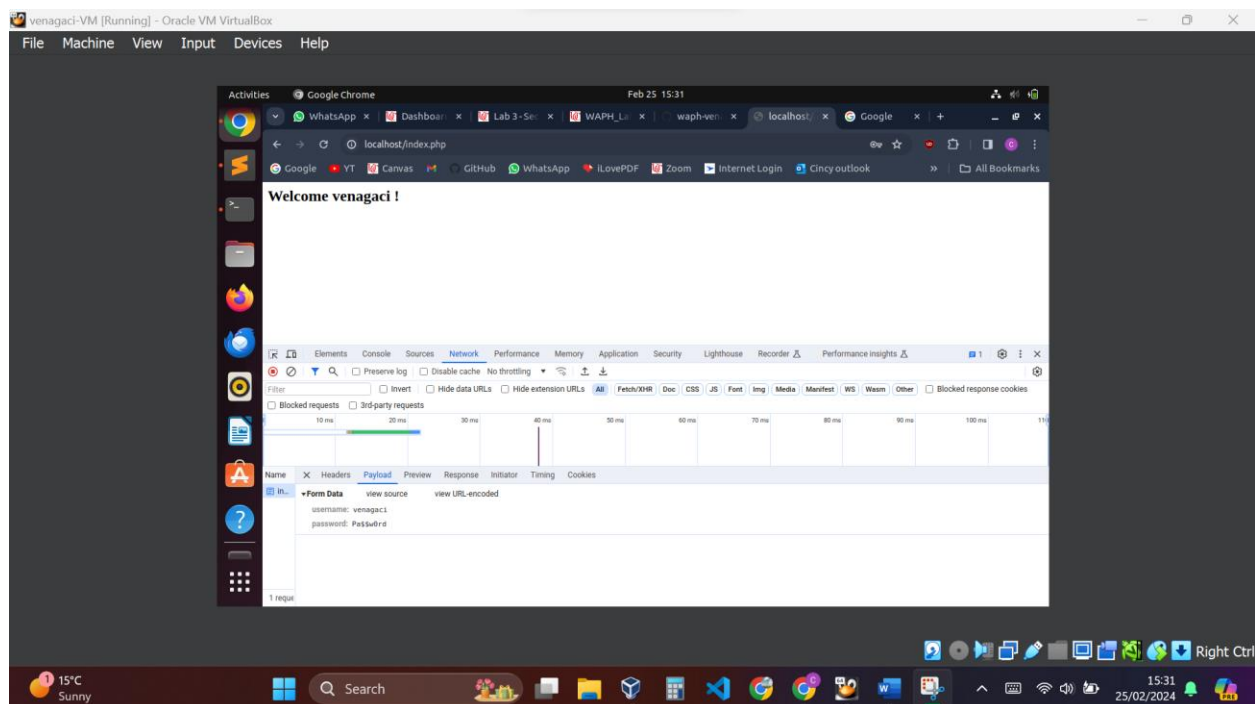 venagaci-VM [Running] - Oracle VM VirtualBox
File Machine View Input Devices Help
Activities Google Chrome Feb 25 15:31
WhatsApp Dashboar Lab 3 - Sec WAPH_La waph-ven localhost/ Google
localhost/index.php
Google YT Canvas GitHub WhatsApp iLovePDF Zoom Internet Login Cincy outlook » All Bookmarks
Welcome venagaci !
Elements Console Sources Network Performance Memory Application Security Lighthouse Recorder Performance insights 1
Preserve log Disable cache No throttling
Filter Invert Hide data URLs Hide extension URLs All Fetch/XHR Doc CSS JS Font Img Media Manifest WS Wasm Other Blocked response cookies
Blocked requests 3rd-party requests
10 ms 20 ms 30 ms 40 ms 50 ms 60 ms 70 ms 80 ms 90 ms 100 ms 110
Name Headers Payload Preview Response Initiator Timing Cookies
in... Form Data view source view URL-encoded
username: venagaci
password: Pa$$w0rd
1 reque
Right Ctrl
1 15°C
Sunny
Search
15:31
25/02/2024
PRE